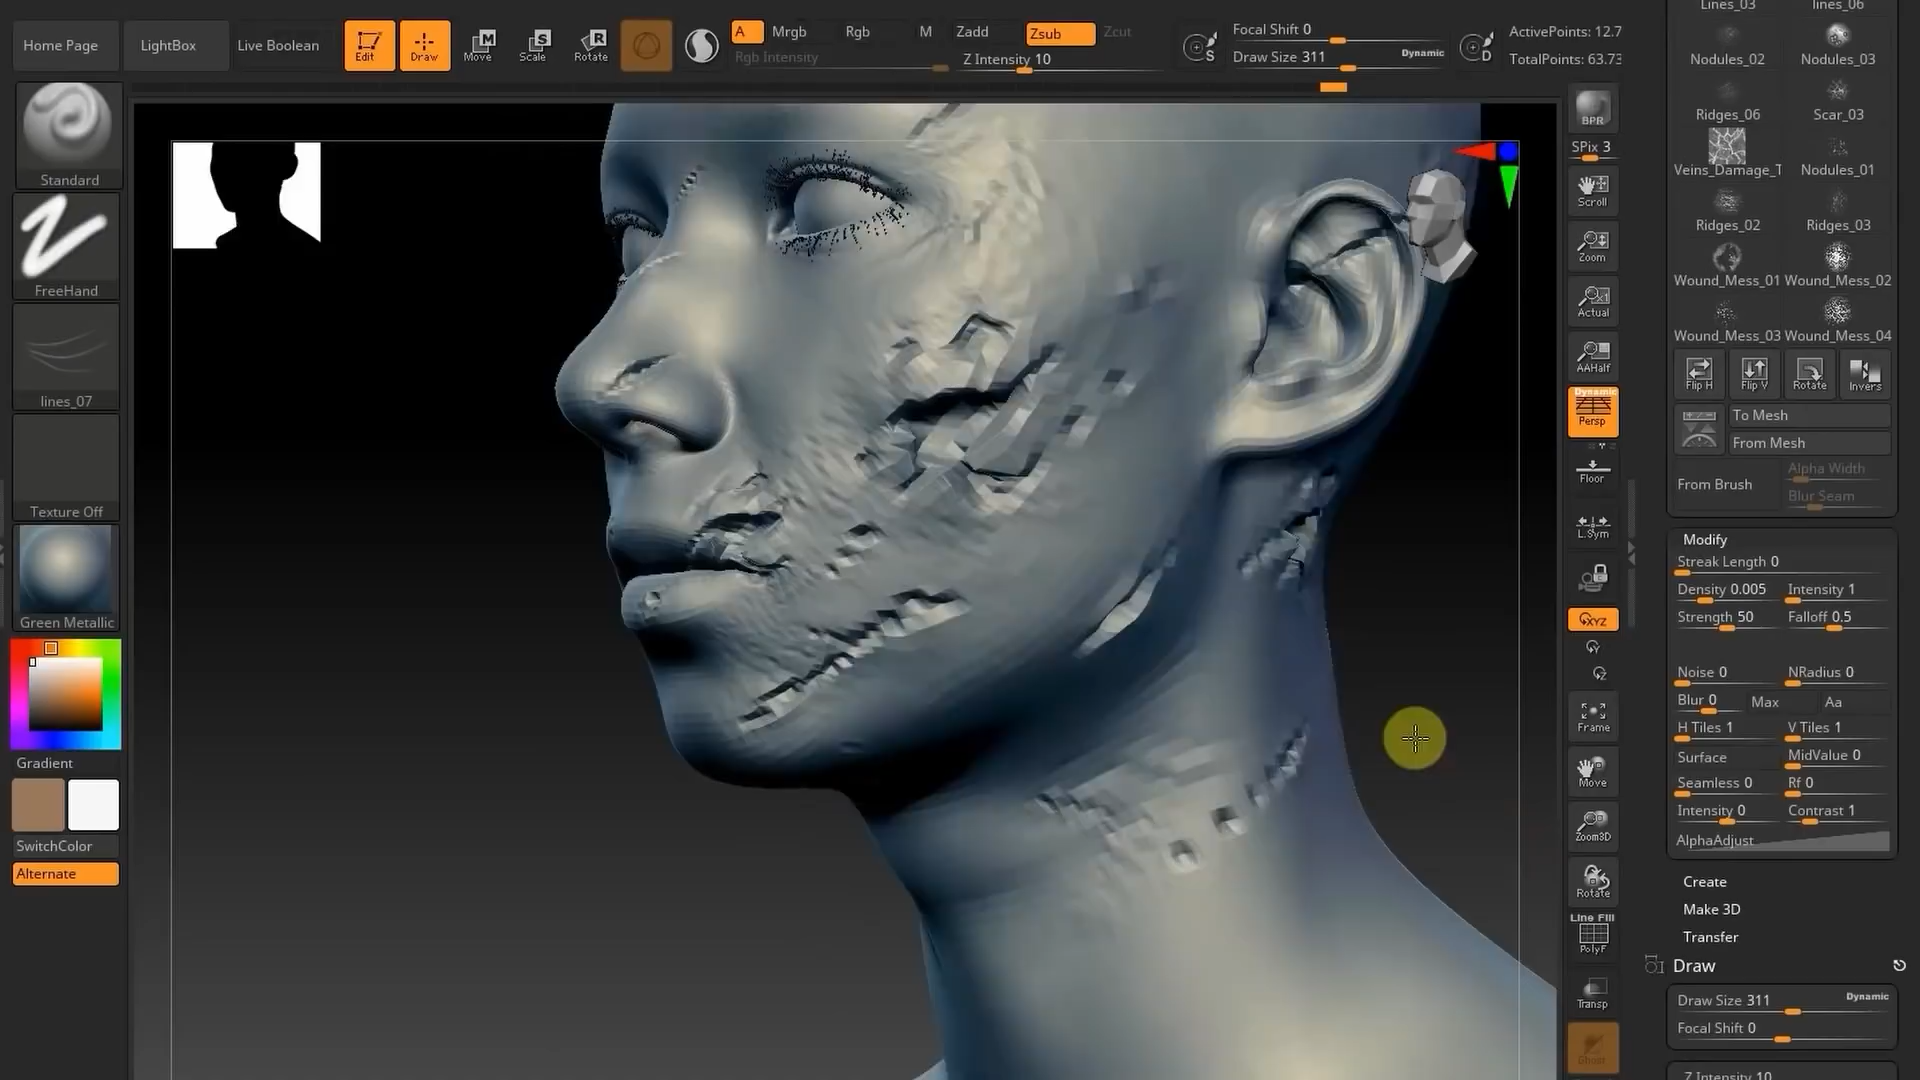 Home Page
LightBox
Live Boolean
Edit
Draw
Move
Scale
Rotate
A
Mrgb
Rgb
M
Zadd
Zsub
Zcut
Rgb Intensity
Z Intensity 10
S
Focal Shift 0
Draw Size 311
Dynamic
D
ActivePoints: 12.7
TotalPoints: 63.73
Standard
FreeHand
lines_07
Texture Off
Green Metallic
Gradient
SwitchColor
Alternate
BPR
SPix 3
Scroll
Zoom
Actual
AAHalf
Dynamic
Persp
Floor
L.Sym
XYZ
Frame
Move
Zoom3D
Rotate
Line Fill
PolyF
Transp
Ghost
Lines_03
lines_06
Nodules_02
Nodules_03
Ridges_06
Scar_03
Veins_Damage_T
Nodules_01
Ridges_02
Ridges_03
Wound_Mess_01
Wound_Mess_02
Wound_Mess_03
Wound_Mess_04
Flip H
Flip V
Rotate
Invers
To Mesh
From Mesh
From Brush
Alpha Width
Blur Seam
Modify
Streak Length 0
Density 0.005
Intensity 1
Strength 50
Falloff 0.5
Noise 0
NRadius 0
Blur 0
Max
Aa
H Tiles 1
V Tiles 1
Surface
MidValue 0
Seamless 0
Rf 0
Intensity 0
Contrast 1
AlphaAdjust
Create
Make 3D
Transfer
Draw
Draw Size 311
Dynamic
Focal Shift 0
Z Intensity 10